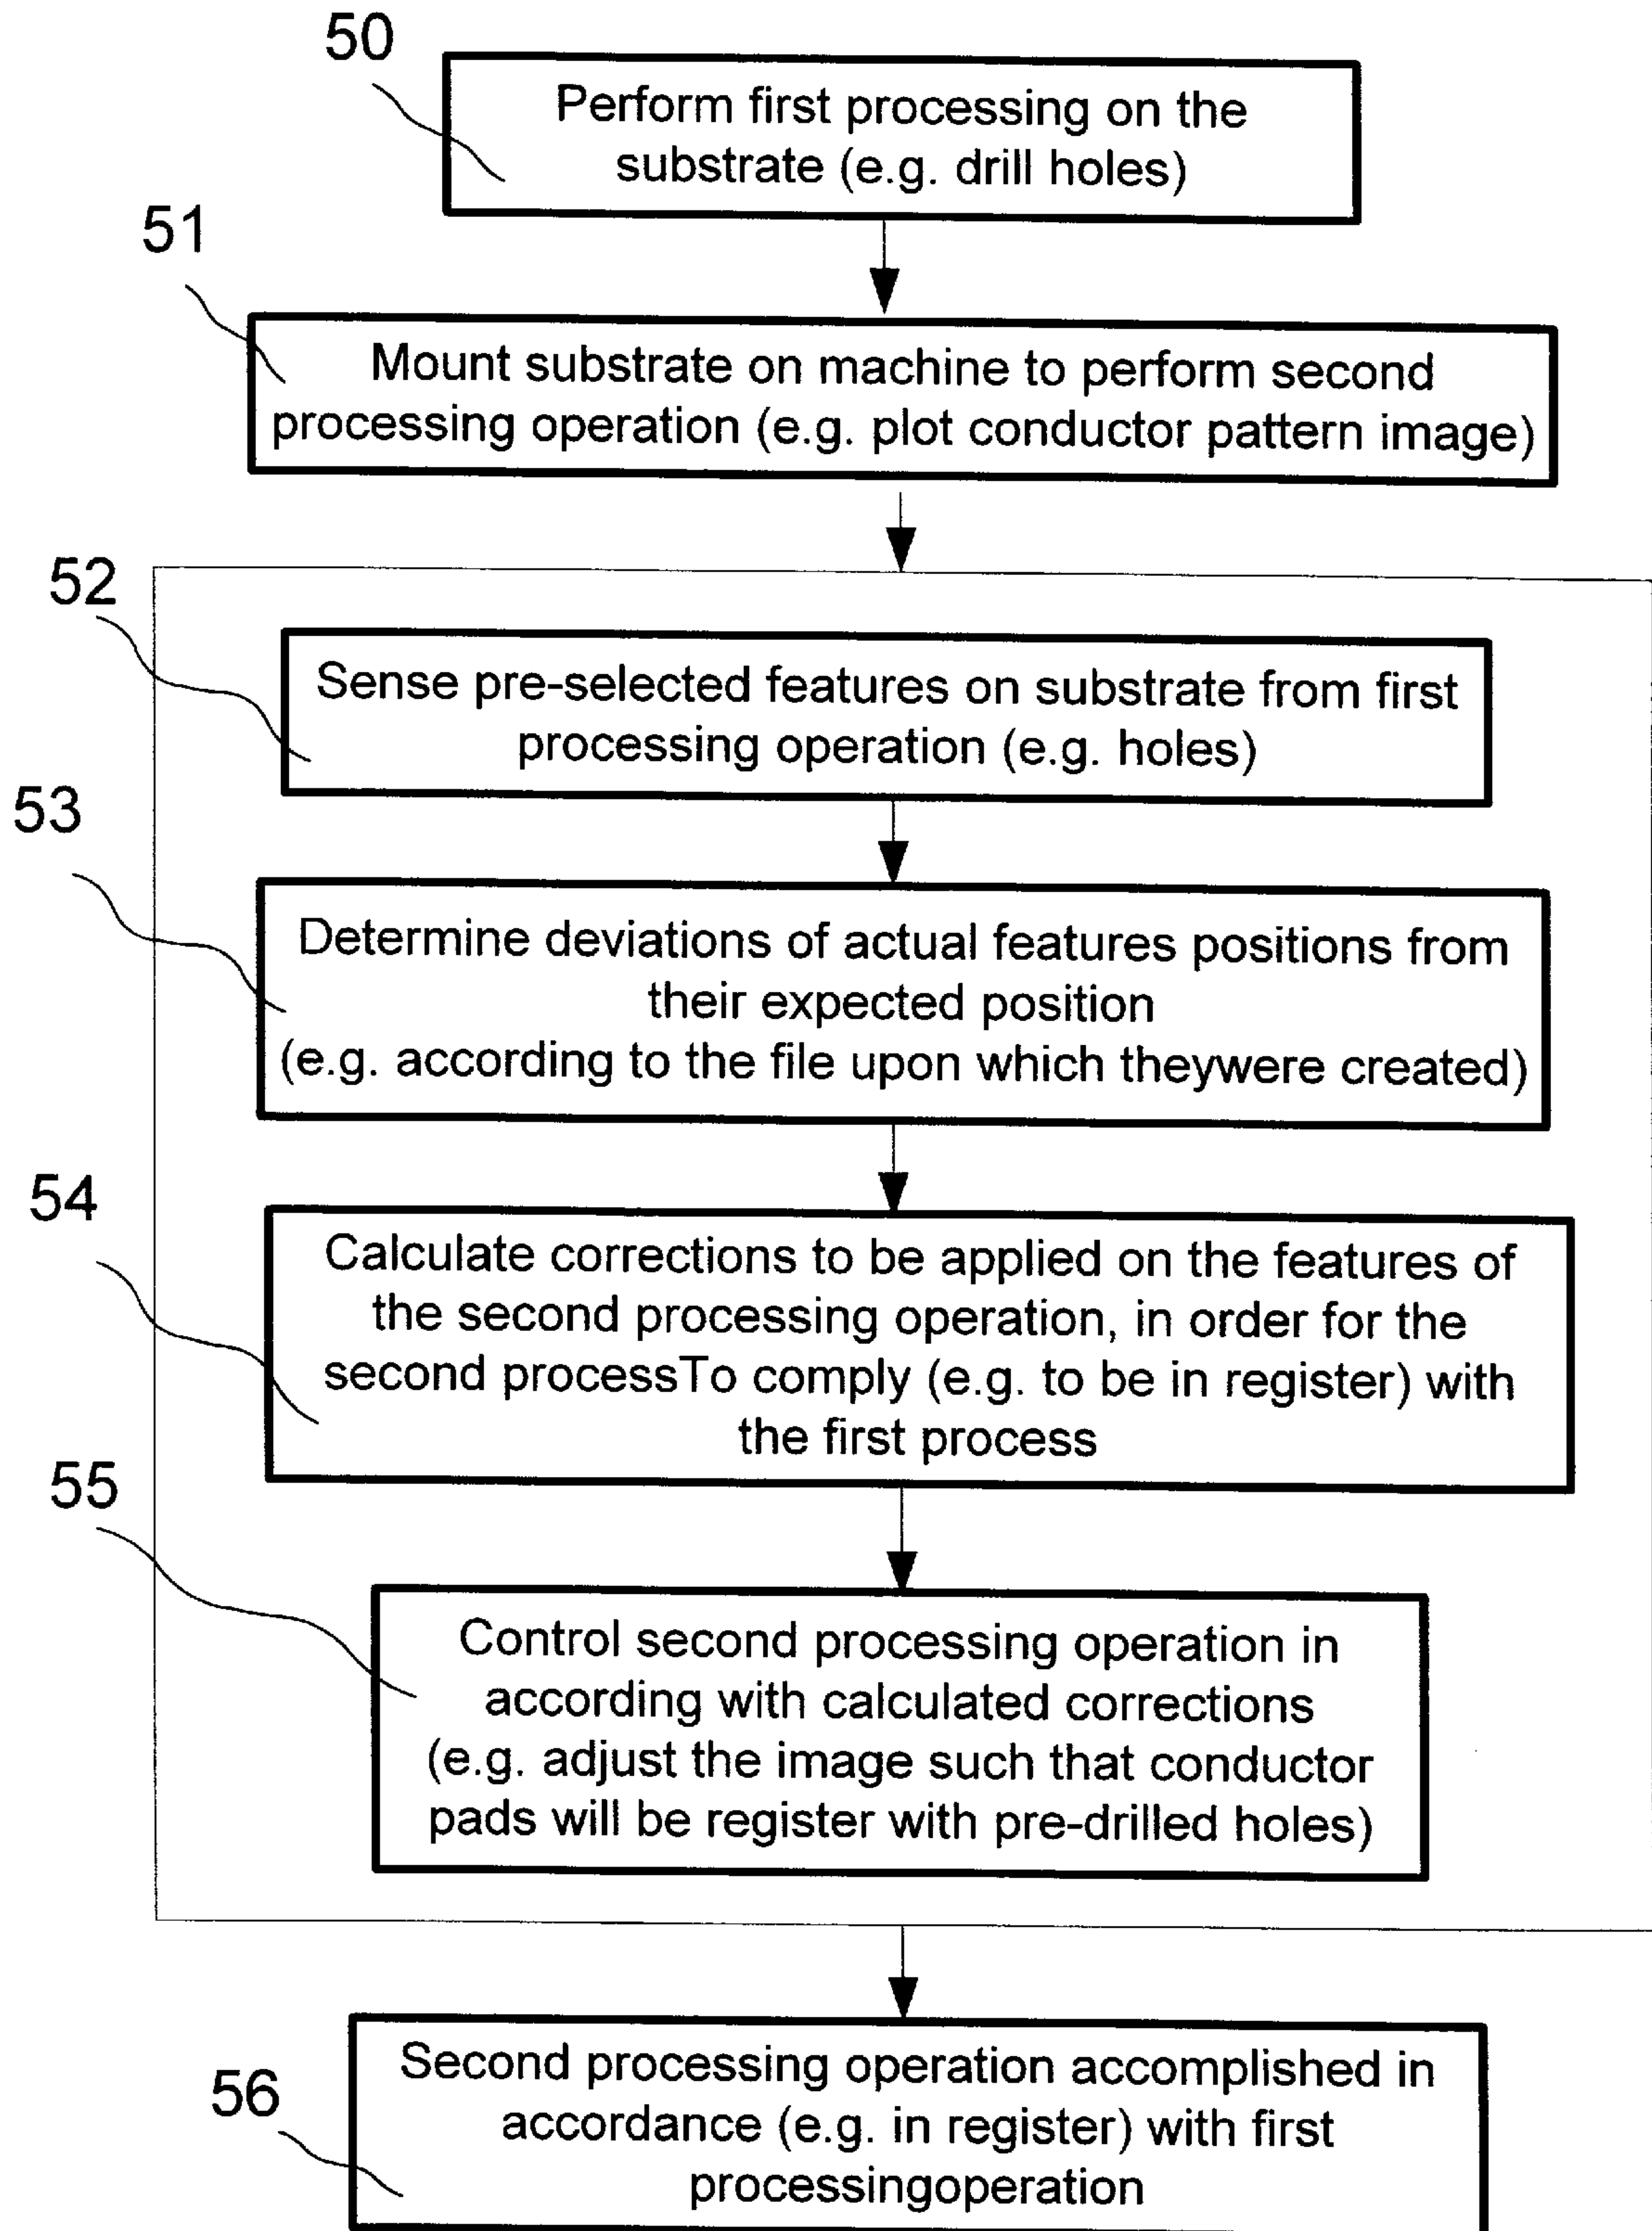 50
Perform first processing on the
substrate (e.g. drill holes)
51
Mount substrate on machine to perform second
processing operation (e.g. plot conductor pattern image)
52
Sense pre-selected features on substrate from first
processing operation (e.g. holes)
53
Determine deviations of actual features positions from
their expected position
(e.g. according to the file upon which theywere created)
54
Calculate corrections to be applied on the features of
the second processing operation, in order for the
second processTo comply (e.g. to be in register) with
the first process
55
Control second processing operation in
according with calculated corrections
(e.g. adjust the image such that conductor
pads will be register with pre-drilled holes)
56
Second processing operation accomplished in
accordance (e.g. in register) with first
processingoperation